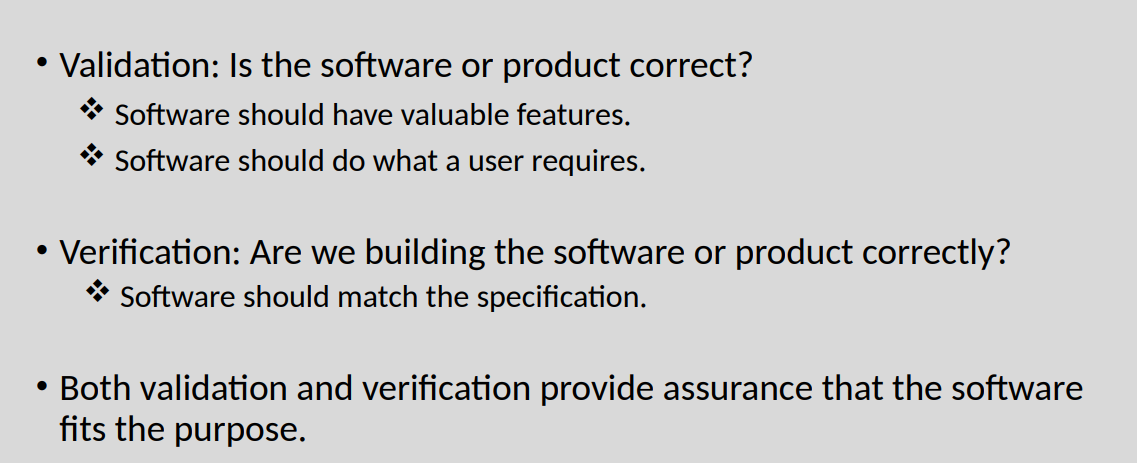 • Validation: Is the software or product correct?
❖ Software should have valuable features.
❖ Software should do what a user requires.
• Verification: Are we building the software or product correctly?
❖ Software should match the specification.
• Both validation and verification provide assurance that the software
fits the purpose.